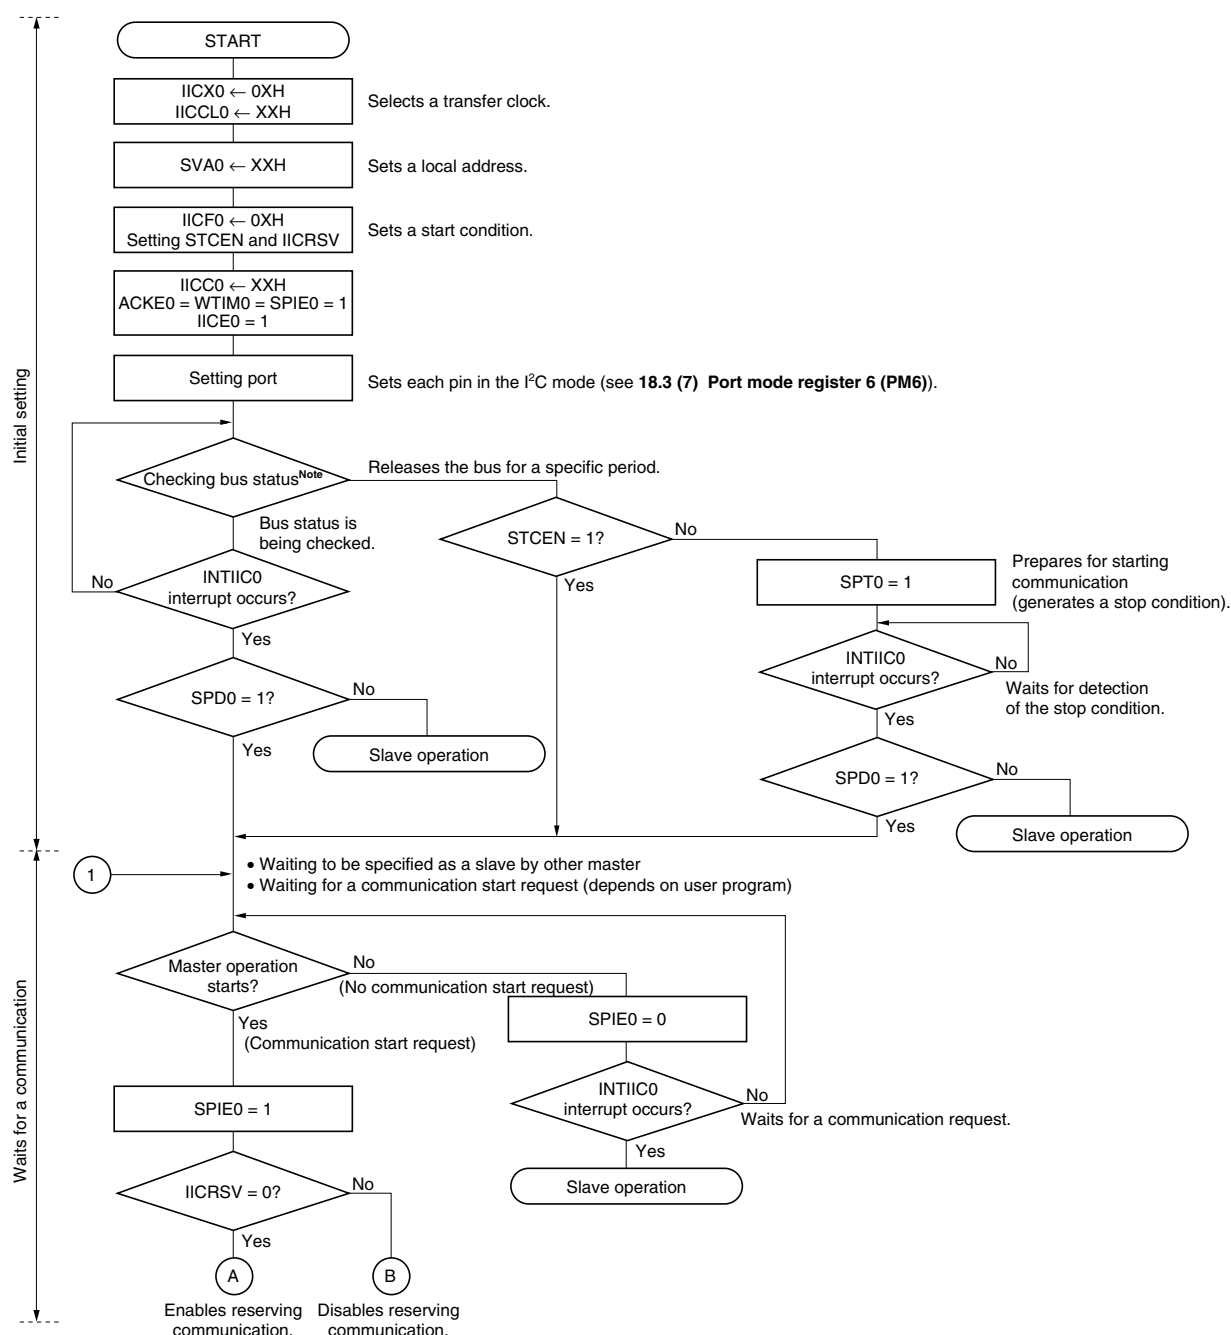 START
IICX0 ← 0XH
IICCL0 ← XXH
Selects a transfer clock.
SVA0 ← XXH
Sets a local address.
IICF0 ← 0XH
Setting STCEN and IICRSV
Sets a start condition.
IICC0 ← XXH
ACKE0 = WTIM0 = SPIE0 = 1
IICE0 = 1
Setting port
Sets each pin in the I²C mode (see 18.3 (7) Port mode register 6 (PM6)).
Initial setting
Checking bus statusNote
Releases the bus for a specific period.
Bus status is
being checked.
STCEN = 1?
No
Yes
INTIIC0
interrupt occurs?
No
Yes
SPT0 = 1
Prepares for starting
communication
(generates a stop condition).
INTIIC0
interrupt occurs?
No
Waits for detection
of the stop condition.
Yes
SPD0 = 1?
No
Yes
Slave operation
SPD0 = 1?
No
Yes
Slave operation
1
• Waiting to be specified as a slave by other master
• Waiting for a communication start request (depends on user program)
Waits for a communication
Master operation
starts?
No
(No communication start request)
Yes
(Communication start request)
SPIE0 = 0
INTIIC0
interrupt occurs?
No
Waits for a communication request.
Yes
Slave operation
SPIE0 = 1
IICRSV = 0?
No
Yes
A
B
Enables reserving
communication.
Disables reserving
communication.